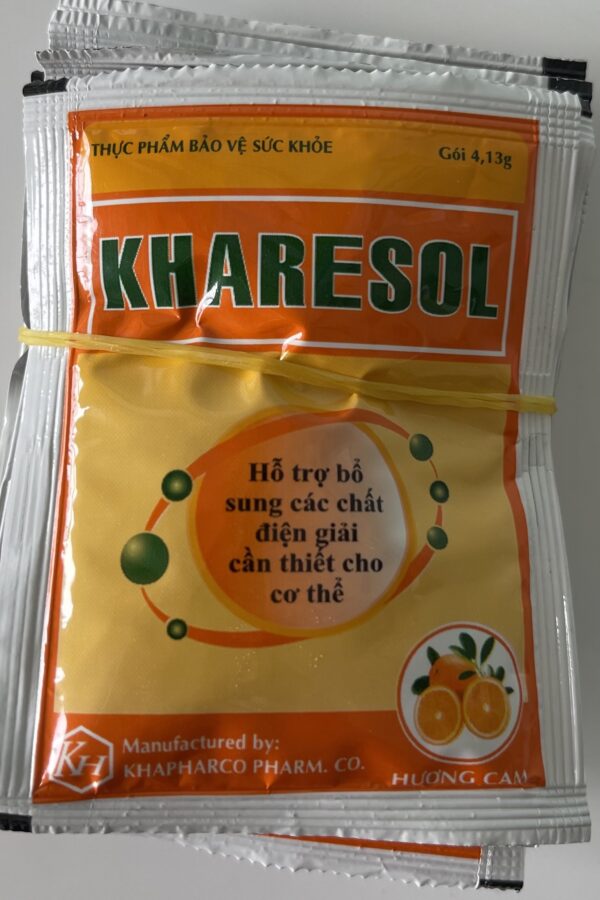 THỰC PHẨM BẢO VỆ SỨC KHỎE
Gói 4,13g
KHARESOL
Hỗ trợ bổ
sung các chất
điện giải
cần thiết cho
cơ thể
KH
Manufactured by:
KHAPHARCO PHARM. CO.
HƯƠNG CAM